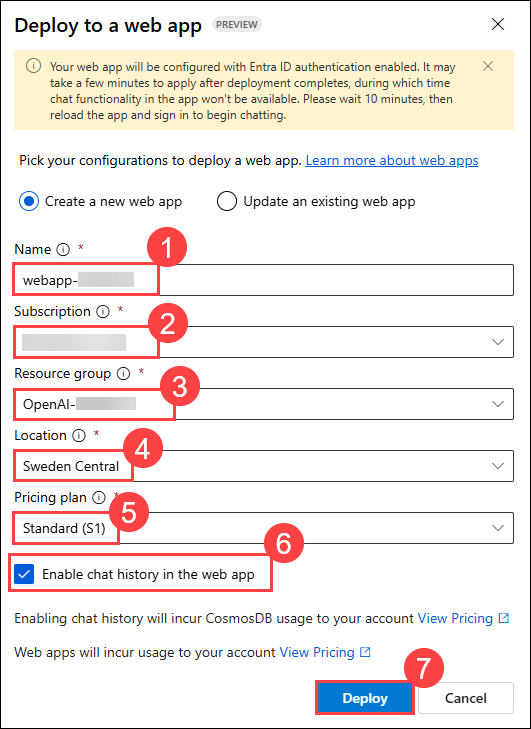 Deploy to a web app PREVIEW
Your web app will be configured with Entra ID authentication enabled. It may
take a few minutes to apply after deployment completes, during which time
chat functionality in the app won't be available. Please wait 10 minutes, then
reload the app and sign in to begin chatting.
Pick your configurations to deploy a web app. Learn more about web apps
Create a new web app Update an existing web app
Name * 1
webapp-
Subscription * 2
Resource group * 3
OpenAI-
Location * 4
Sweden Central
Pricing plan * 5
Standard (S1)
6
Enable chat history in the web app
Enabling chat history will incur CosmosDB usage to your account View Pricing
Web apps will incur usage to your account View Pricing
7
Deploy Cancel